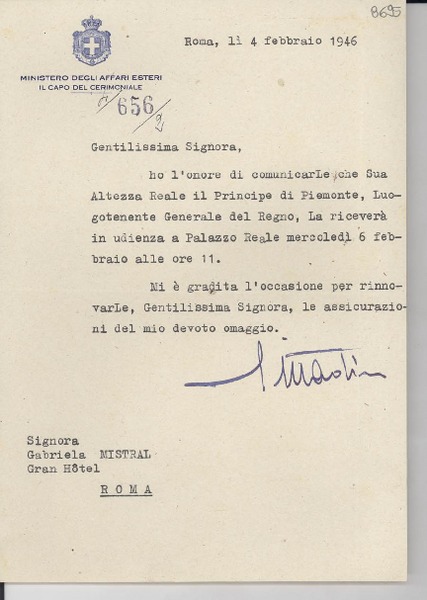 8695
Roma, lì 4 febbraio 1946
MINISTERO DEGLI AFFARI ESTERI
IL CAPO DEL CERIMONIALE
656
2
Gentilissima Signora,
ho l'onore di comunicarLe che Sua
Altezza Reale il Principe di Piemonte, Luo-
gotenente Generale del Regno, La riceverà
in udienza a Palazzo Reale mercoledì 6 feb-
braio alle ore 11.
Mi è gradita l'occasione per rinno-
varLe, Gentilissima Signora, le assicurazio-
ni del mio devoto omaggio.
Signora
Gabriela MISTRAL
Gran Hôtel
R O M A